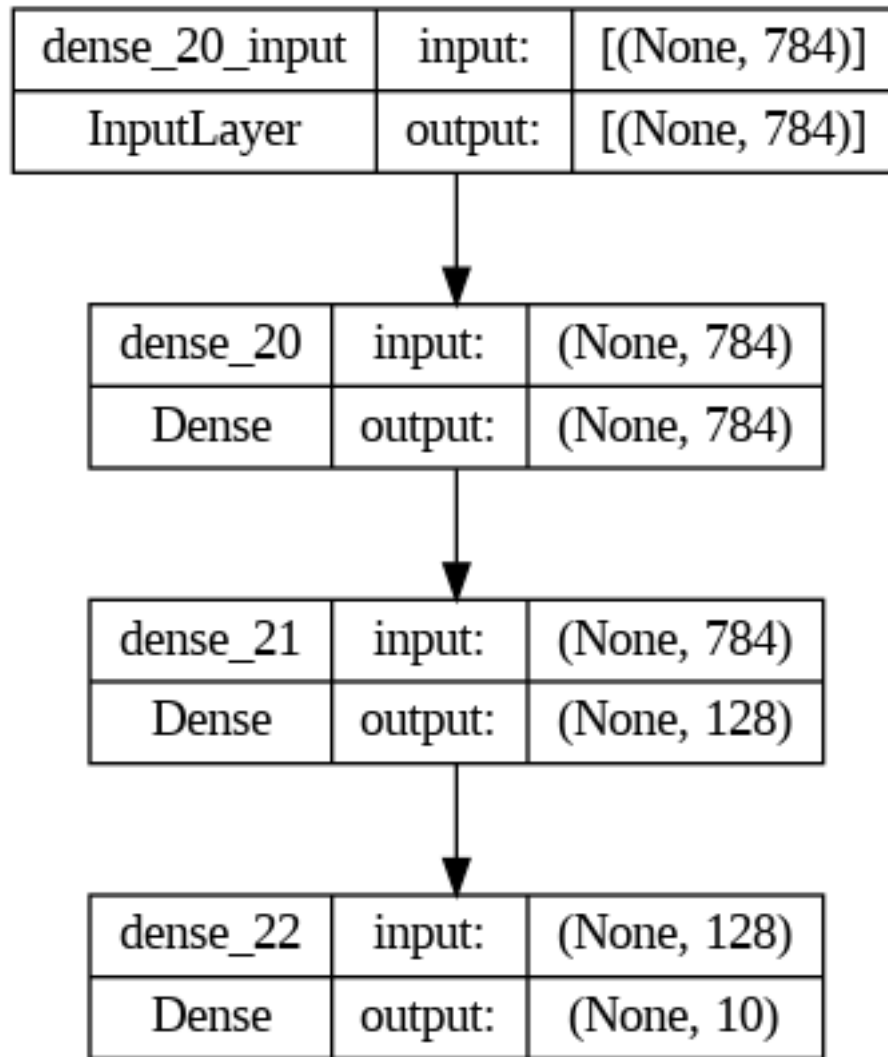 dense_20_input input: [(None, 784)]
InputLayer output: [(None, 784)]
dense_20 input: (None, 784)
Dense output: (None, 784)
dense_21 input: (None, 784)
Dense output: (None, 128)
dense_22 input: (None, 128)
Dense output: (None, 10)